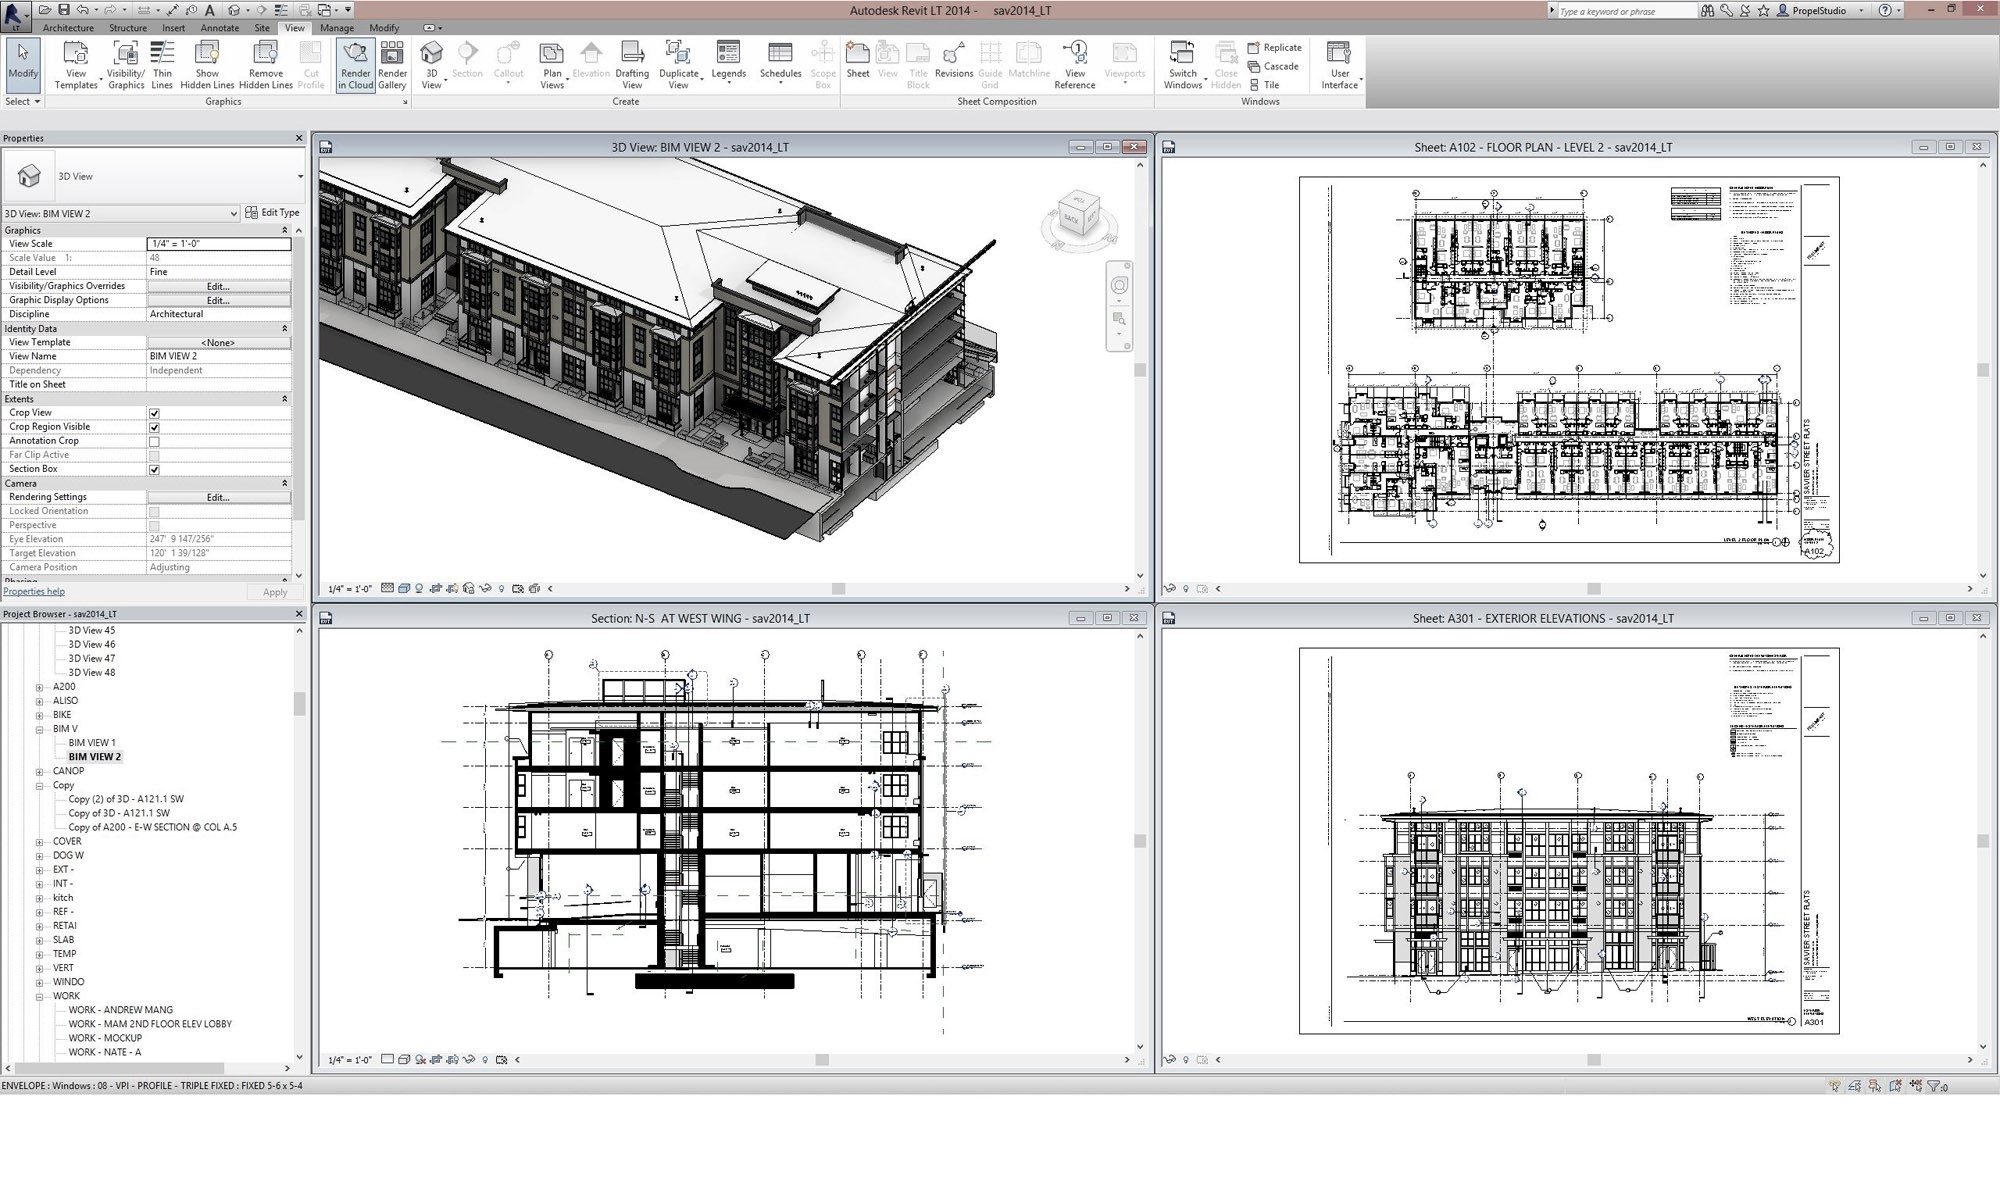 Autodesk Revit LT 2014 - sav2014_LT
Type a keyword or phrase
PropelStudio
LT
Architecture Structure Insert Annotate Site View Manage Modify
Modify
View Templates
Visibility/ Graphics
Thin Lines
Show Hidden Lines
Remove Hidden Lines
Cut Profile
Render in Cloud
Render Gallery
3D View
Section
Callout
Plan Views
Elevation
Drafting View
Duplicate View
Legends
Schedules
Scope Box
Sheet
View
Title Block
Revisions
Guide Grid
Matchline
View Reference
Viewports
Switch Windows
Close Hidden
Replicate
Cascade
Tile
User Interface
Select Graphics Create Sheet Composition Windows
Properties
3D View
3D View: BIM VIEW 2 Edit Type
Graphics
View Scale 1/4" = 1'-0"
Scale Value 1: 48
Detail Level Fine
Visibility/Graphics Overrides Edit...
Graphic Display Options Edit...
Discipline Architectural
Identity Data
View Template <None>
View Name BIM VIEW 2
Dependency Independent
Title on Sheet
Extents
Crop View
Crop Region Visible
Annotation Crop
Far Clip Active
Section Box
Camera
Rendering Settings Edit...
Locked Orientation
Perspective
Eye Elevation 247' 9 147/256"
Target Elevation 120' 1 39/128"
Camera Position Adjusting
Phasing
Properties help Apply
Project Browser - sav2014_LT
3D View 45
3D View 46
3D View 47
3D View 48
A200
ALISO
BIKE
BIM V
BIM VIEW 1
BIM VIEW 2
CANOP
Copy
Copy (2) of 3D - A121.1 SW
Copy of 3D - A121.1 SW
Copy of A200 - E-W SECTION @ COL A.5
COVER
DOG W
EXT -
INT -
kitch
REF -
RETAI
SLAB
TEMP
VERT
WINDO
WORK
WORK - ANDREW MANG
WORK - MAM 2ND FLOOR ELEV LOBBY
WORK - MOCKUP
WORK - NATE - A
3D View: BIM VIEW 2 - sav2014_LT
BACK
1/4" = 1'-0"
Sheet: A102 - FLOOR PLAN - LEVEL 2 - sav2014_LT
SAVIER STREET FLATS
LEVEL 2 FLOOR PLAN
A102
Section: N-S AT WEST WING - sav2014_LT
1/4" = 1'-0"
Sheet: A301 - EXTERIOR ELEVATIONS - sav2014_LT
SAVIER STREET FLATS
WEST ELEVATION
A301
ENVELOPE : Windows : 08 - VPI - PROFILE - TRIPLE FIXED : FIXED 5-6 x 5-4
:0